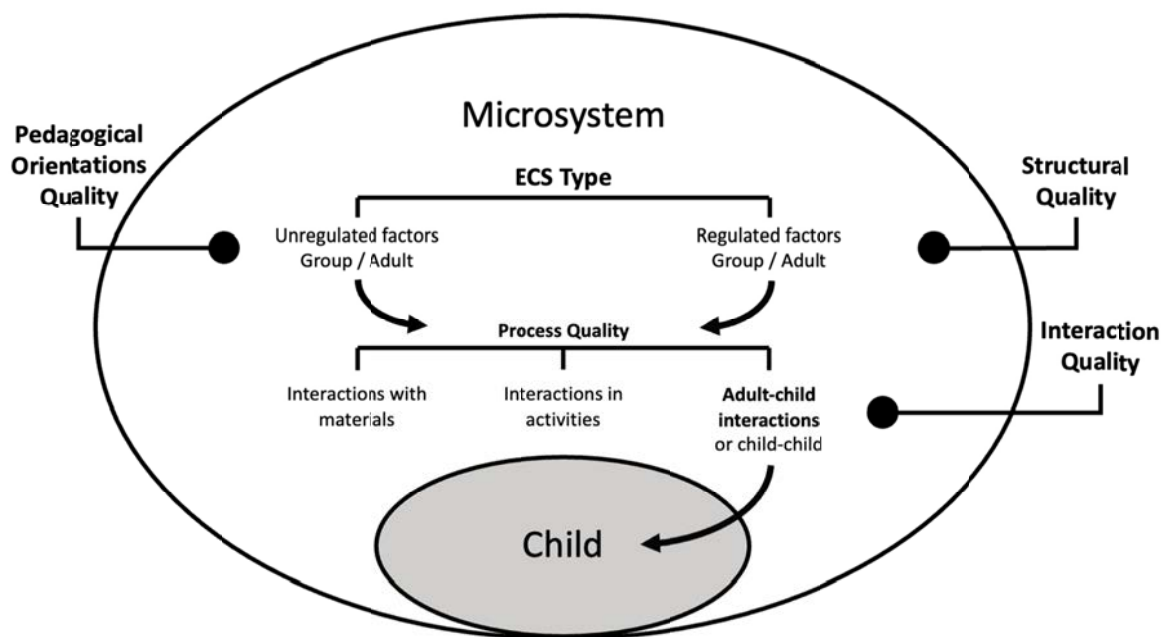 Microsystem
Pedagogical
Orientations
Quality
ECS Type
Structural
Quality
Unregulated factors
Group / Adult
Regulated factors
Group / Adult
Process Quality
Interaction
Quality
Interactions with
materials
Interactions in
activities
Adult-child
interactions
or child-child
Child